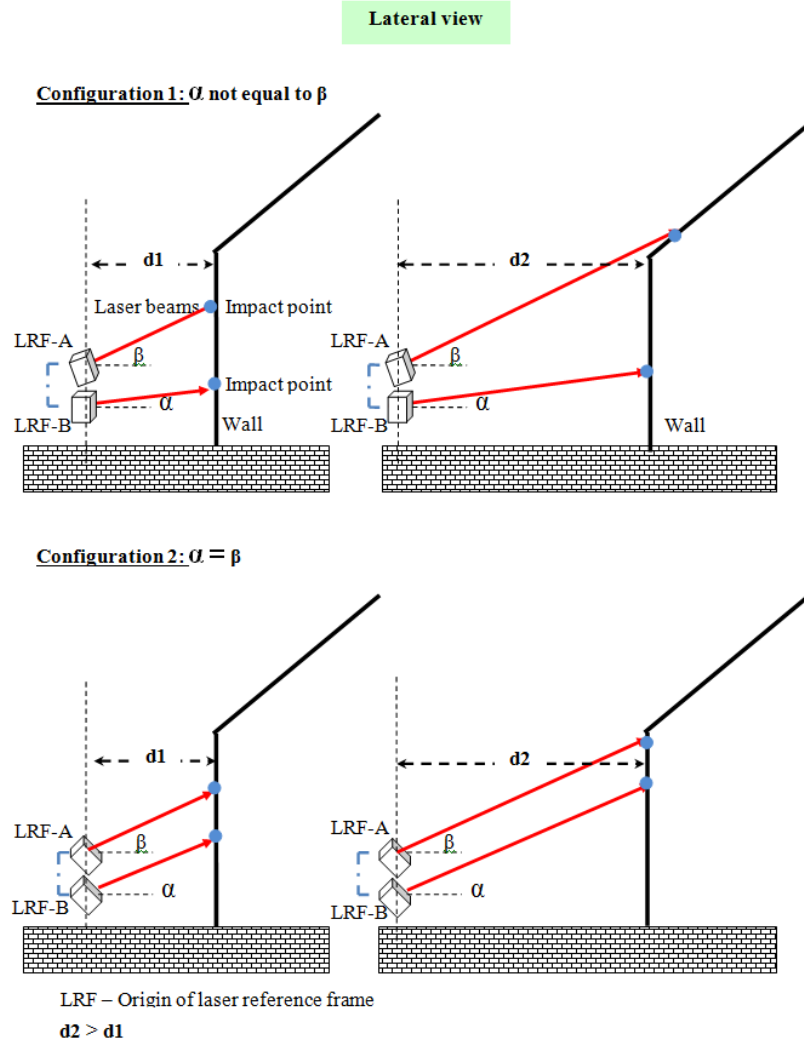 Lateral view
Configuration 1: α not equal to β
d1
d2
Laser beams
Impact point
LRF-A
β
Impact point
α
LRF-B
Wall
LRF-A
β
α
LRF-B
Wall
Configuration 2: α = β
d1
d2
LRF-A
β
α
LRF-B
LRF-A
β
α
LRF-B
LRF – Origin of laser reference frame
d2 > d1